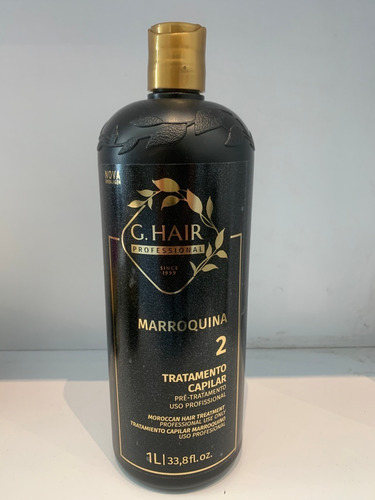 NOVA
G. HAIR
PROFESSIONAL
SINCE
1999
MARROQUINA
2
TRATAMENTO
CAPILAR
PRÉ-TRATAMENTO
USO PROFISSIONAL
MOROCCAN HAIR TREATMENT
PROFESSIONAL USE ONLY
TRATAMIENTO CAPILAR MARROQUINO
USO PROFESIONAL
1L|33,8fl.oz.